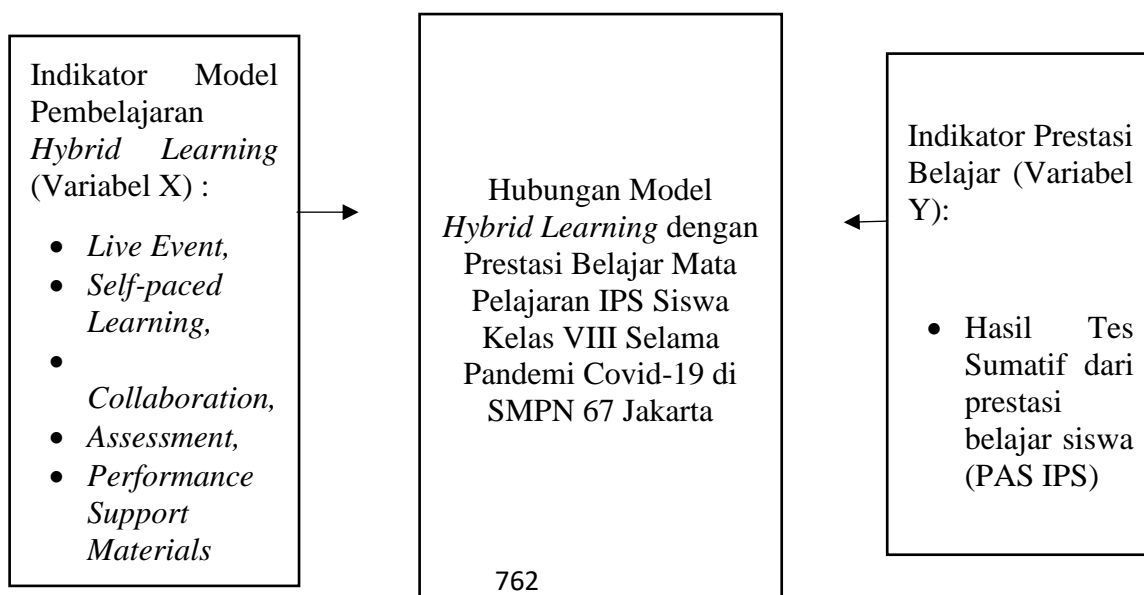 Indikator Model
Pembelajaran
Hybrid Learning
(Variabel X) :
• Live Event,
• Self-paced
Learning,
•
Collaboration,
• Assessment,
• Performance
Support
Materials
Hubungan Model
Hybrid Learning dengan
Prestasi Belajar Mata
Pelajaran IPS Siswa
Kelas VIII Selama
Pandemi Covid-19 di
SMPN 67 Jakarta
762
Indikator Prestasi
Belajar (Variabel
Y):
• Hasil Tes
Sumatif dari
prestasi
belajar siswa
(PAS IPS)